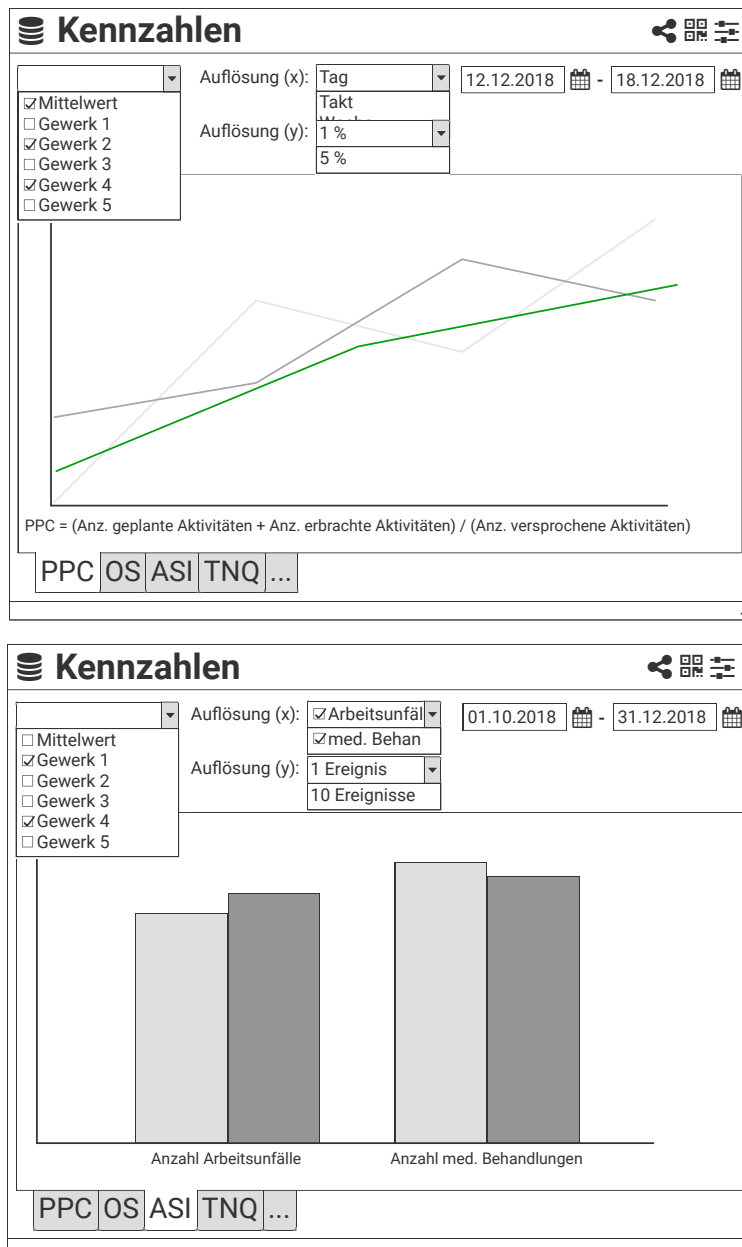 Kennzahlen
Auflösung (x): Tag 12.12.2018 - 18.12.2018
Takt
Mittelwert
Gewerk 1
Auflösung (y): 1 %
Gewerk 2
5 %
Gewerk 3
Gewerk 4
Gewerk 5
PPC = (Anz. geplante Aktivitäten + Anz. erbrachte Aktivitäten) / (Anz. versprochene Aktivitäten)
PPC OS ASI TNQ ...
Kennzahlen
Auflösung (x): Arbeitsunfäl 01.10.2018 - 31.12.2018
med. Behan
Mittelwert
Gewerk 1
Auflösung (y): 1 Ereignis
Gewerk 2
10 Ereignisse
Gewerk 3
Gewerk 4
Gewerk 5
Anzahl Arbeitsunfälle Anzahl med. Behandlungen
PPC OS ASI TNQ ...